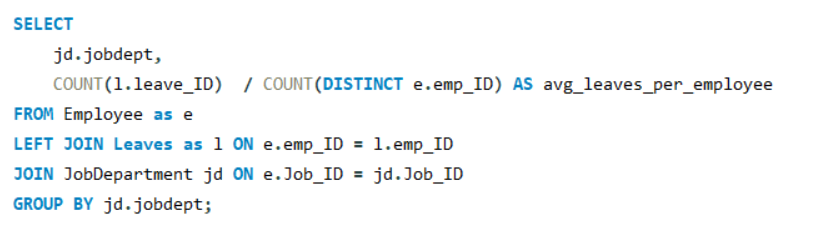 SELECT
jd.jobdept,
COUNT(l.leave_ID) / COUNT(DISTINCT e.emp_ID) AS avg_leaves_per_employee
FROM Employee as e
LEFT JOIN Leaves as l ON e.emp_ID = l.emp_ID
JOIN JobDepartment jd ON e.Job_ID = jd.Job_ID
GROUP BY jd.jobdept;